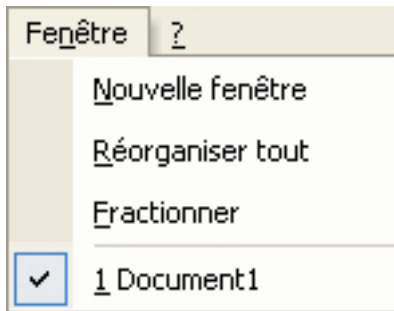 Fenêtre ?
Nouvelle fenêtre
Réorganiser tout
Fractionner
1 Document1